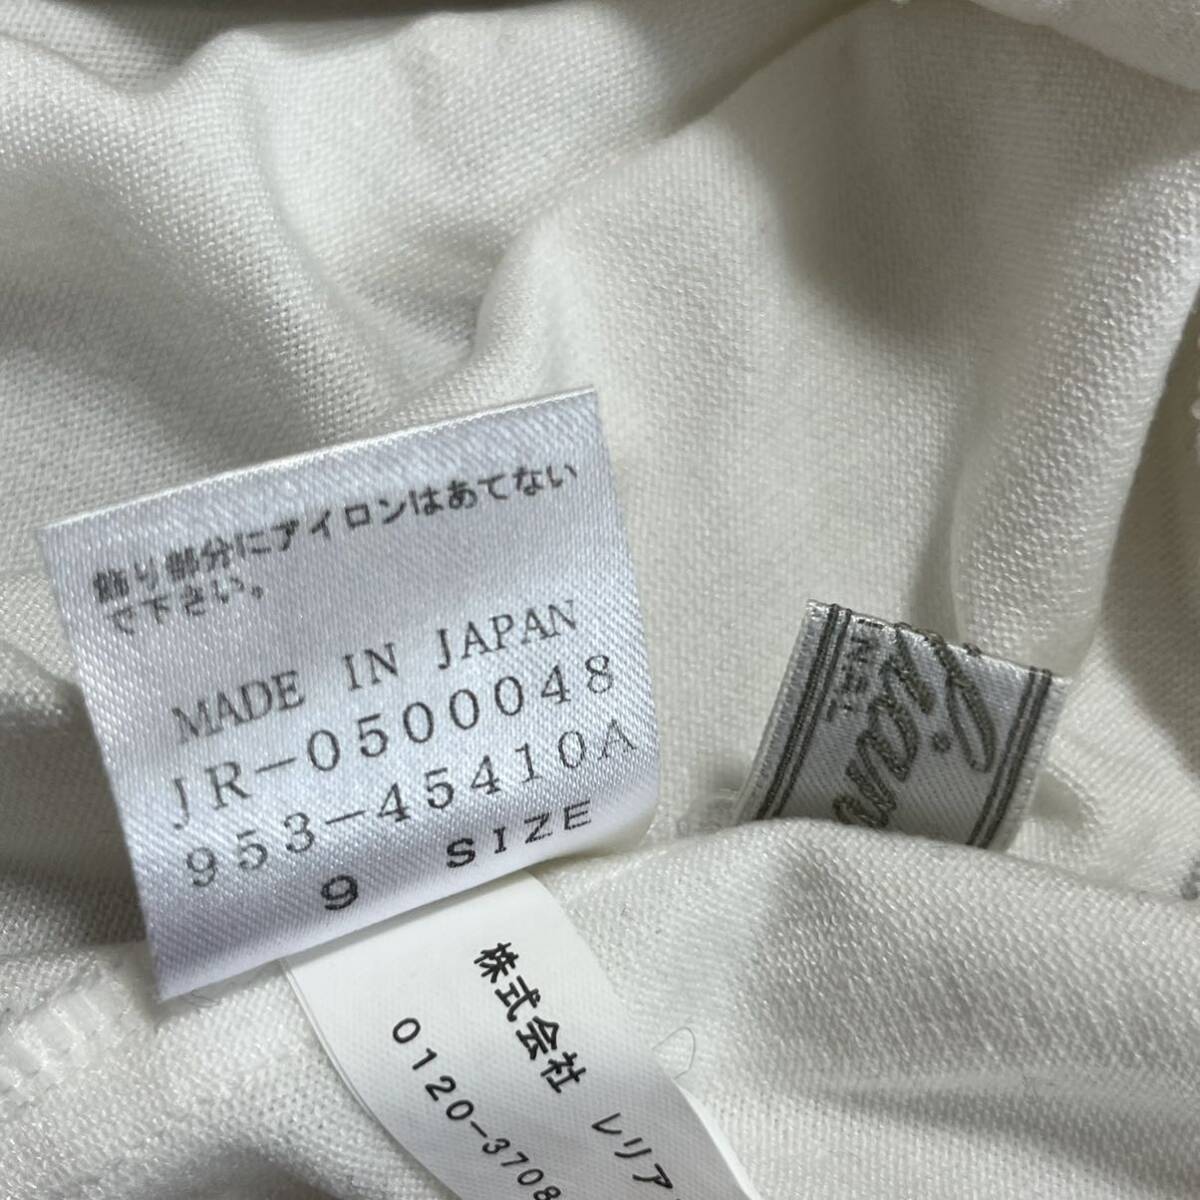 飾り部分にアイロンはあてない
で下さい。
MADE IN JAPAN
JR-0500048
953-45410A
9 SIZE
株式会社 レリア
0120-3708